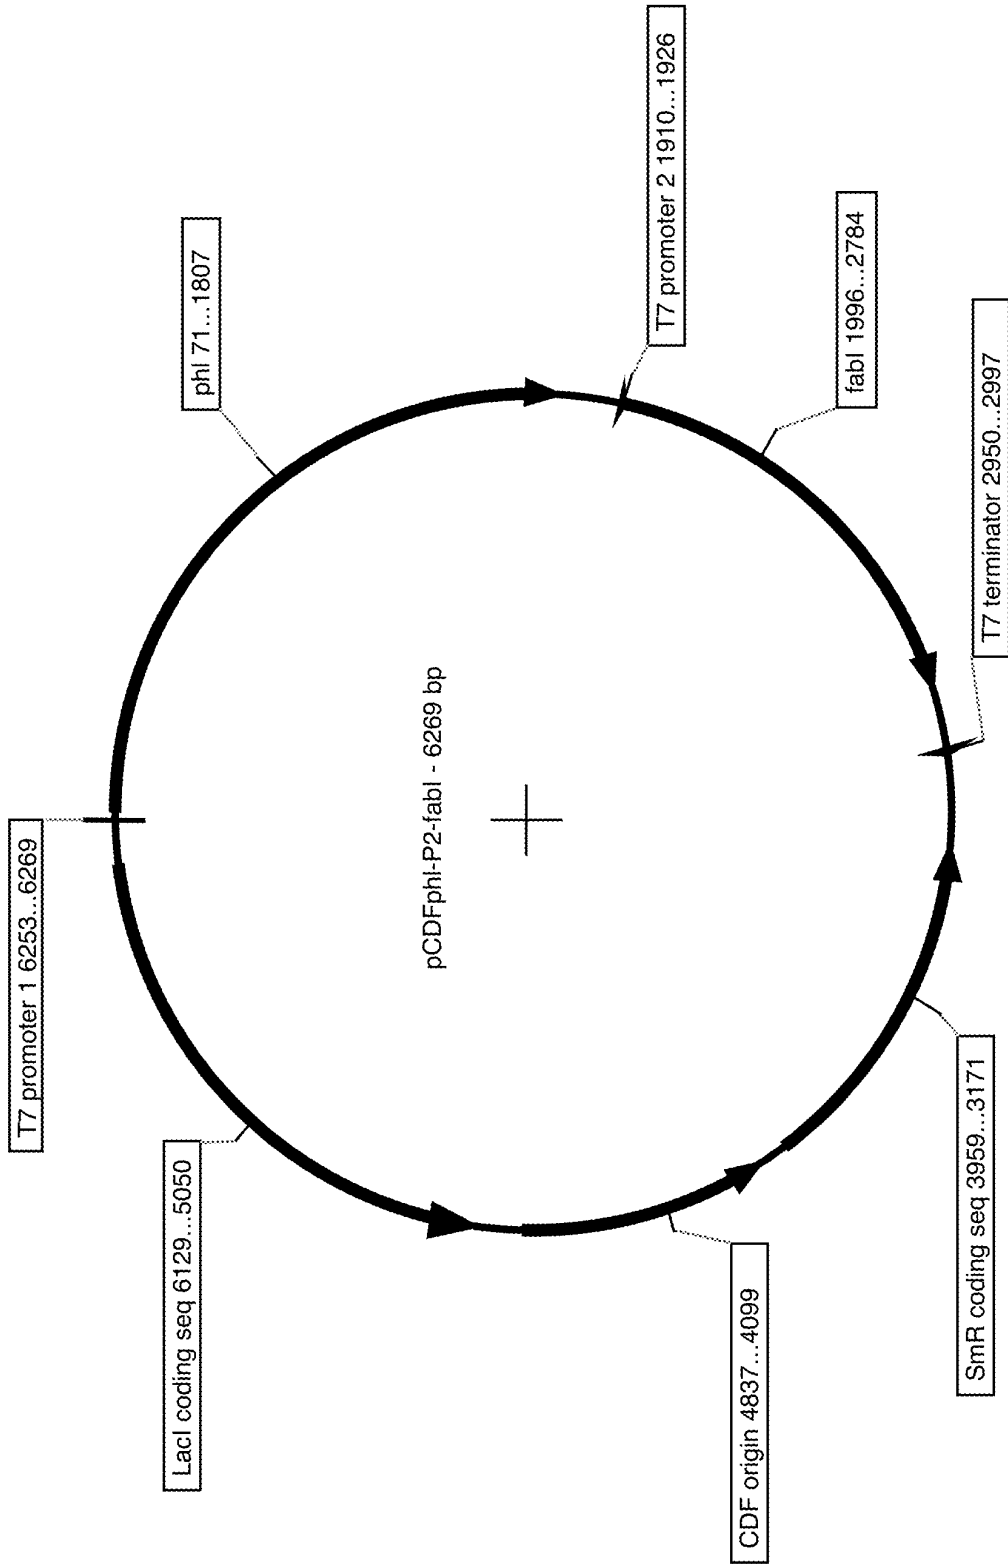 T7 promoter 1 6253...6269
LacI coding seq 6129...5050
phl 71...1807
pCDFphl-P2-fabI - 6269 bp
T7 promoter 2 1910...1926
CDF origin 4837...4099
fabI 1996...2784
SmR coding seq 3959...3171
T7 terminator 2950...2997